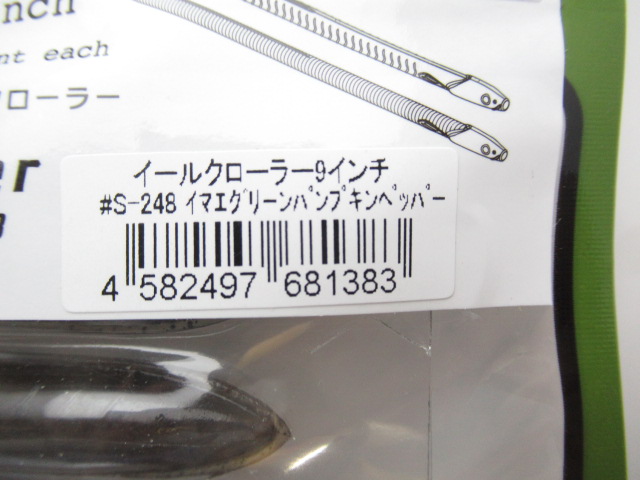 nch
nt each
ローラー
er
イールクローラー9インチ
#S-248 ｲﾏｴｸﾞﾘｰﾝﾊﾟﾝﾌﾟｷﾝﾍﾟｯﾊﾟｰ
4 582497 681383